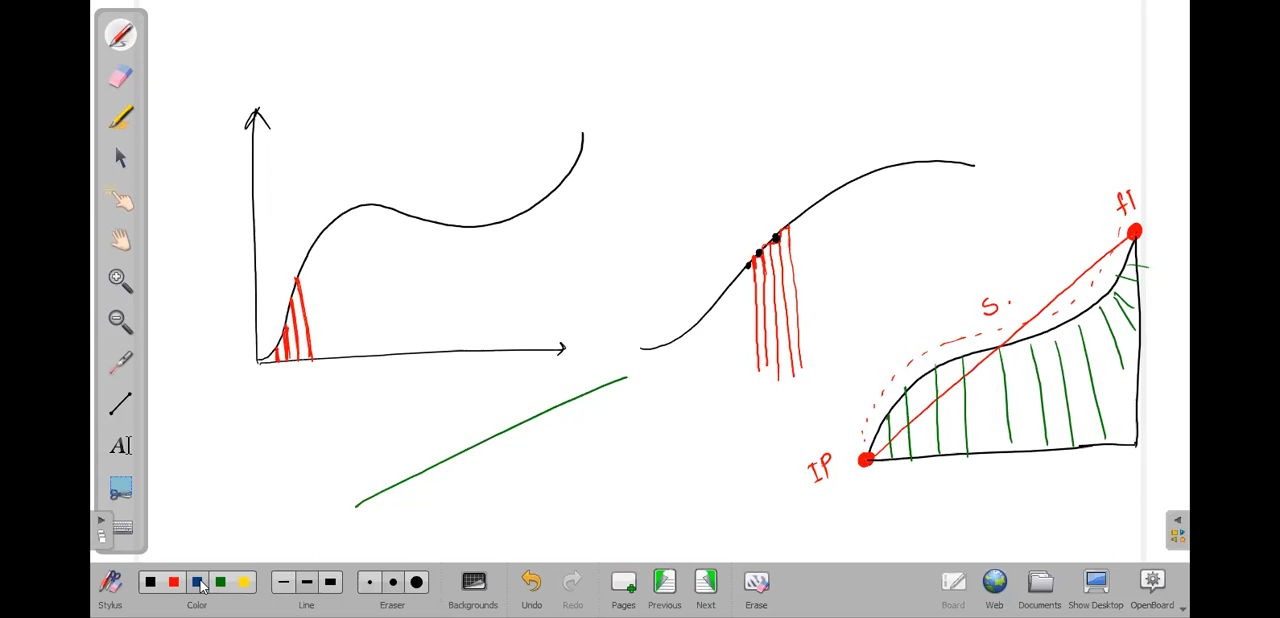 fI
S.
IP
A
Stylus
Color
Line
Eraser
Backgrounds
Undo
Redo
Pages
Previous
Next
Erase
Board
Web
Documents
Show Desktop
OpenBoard